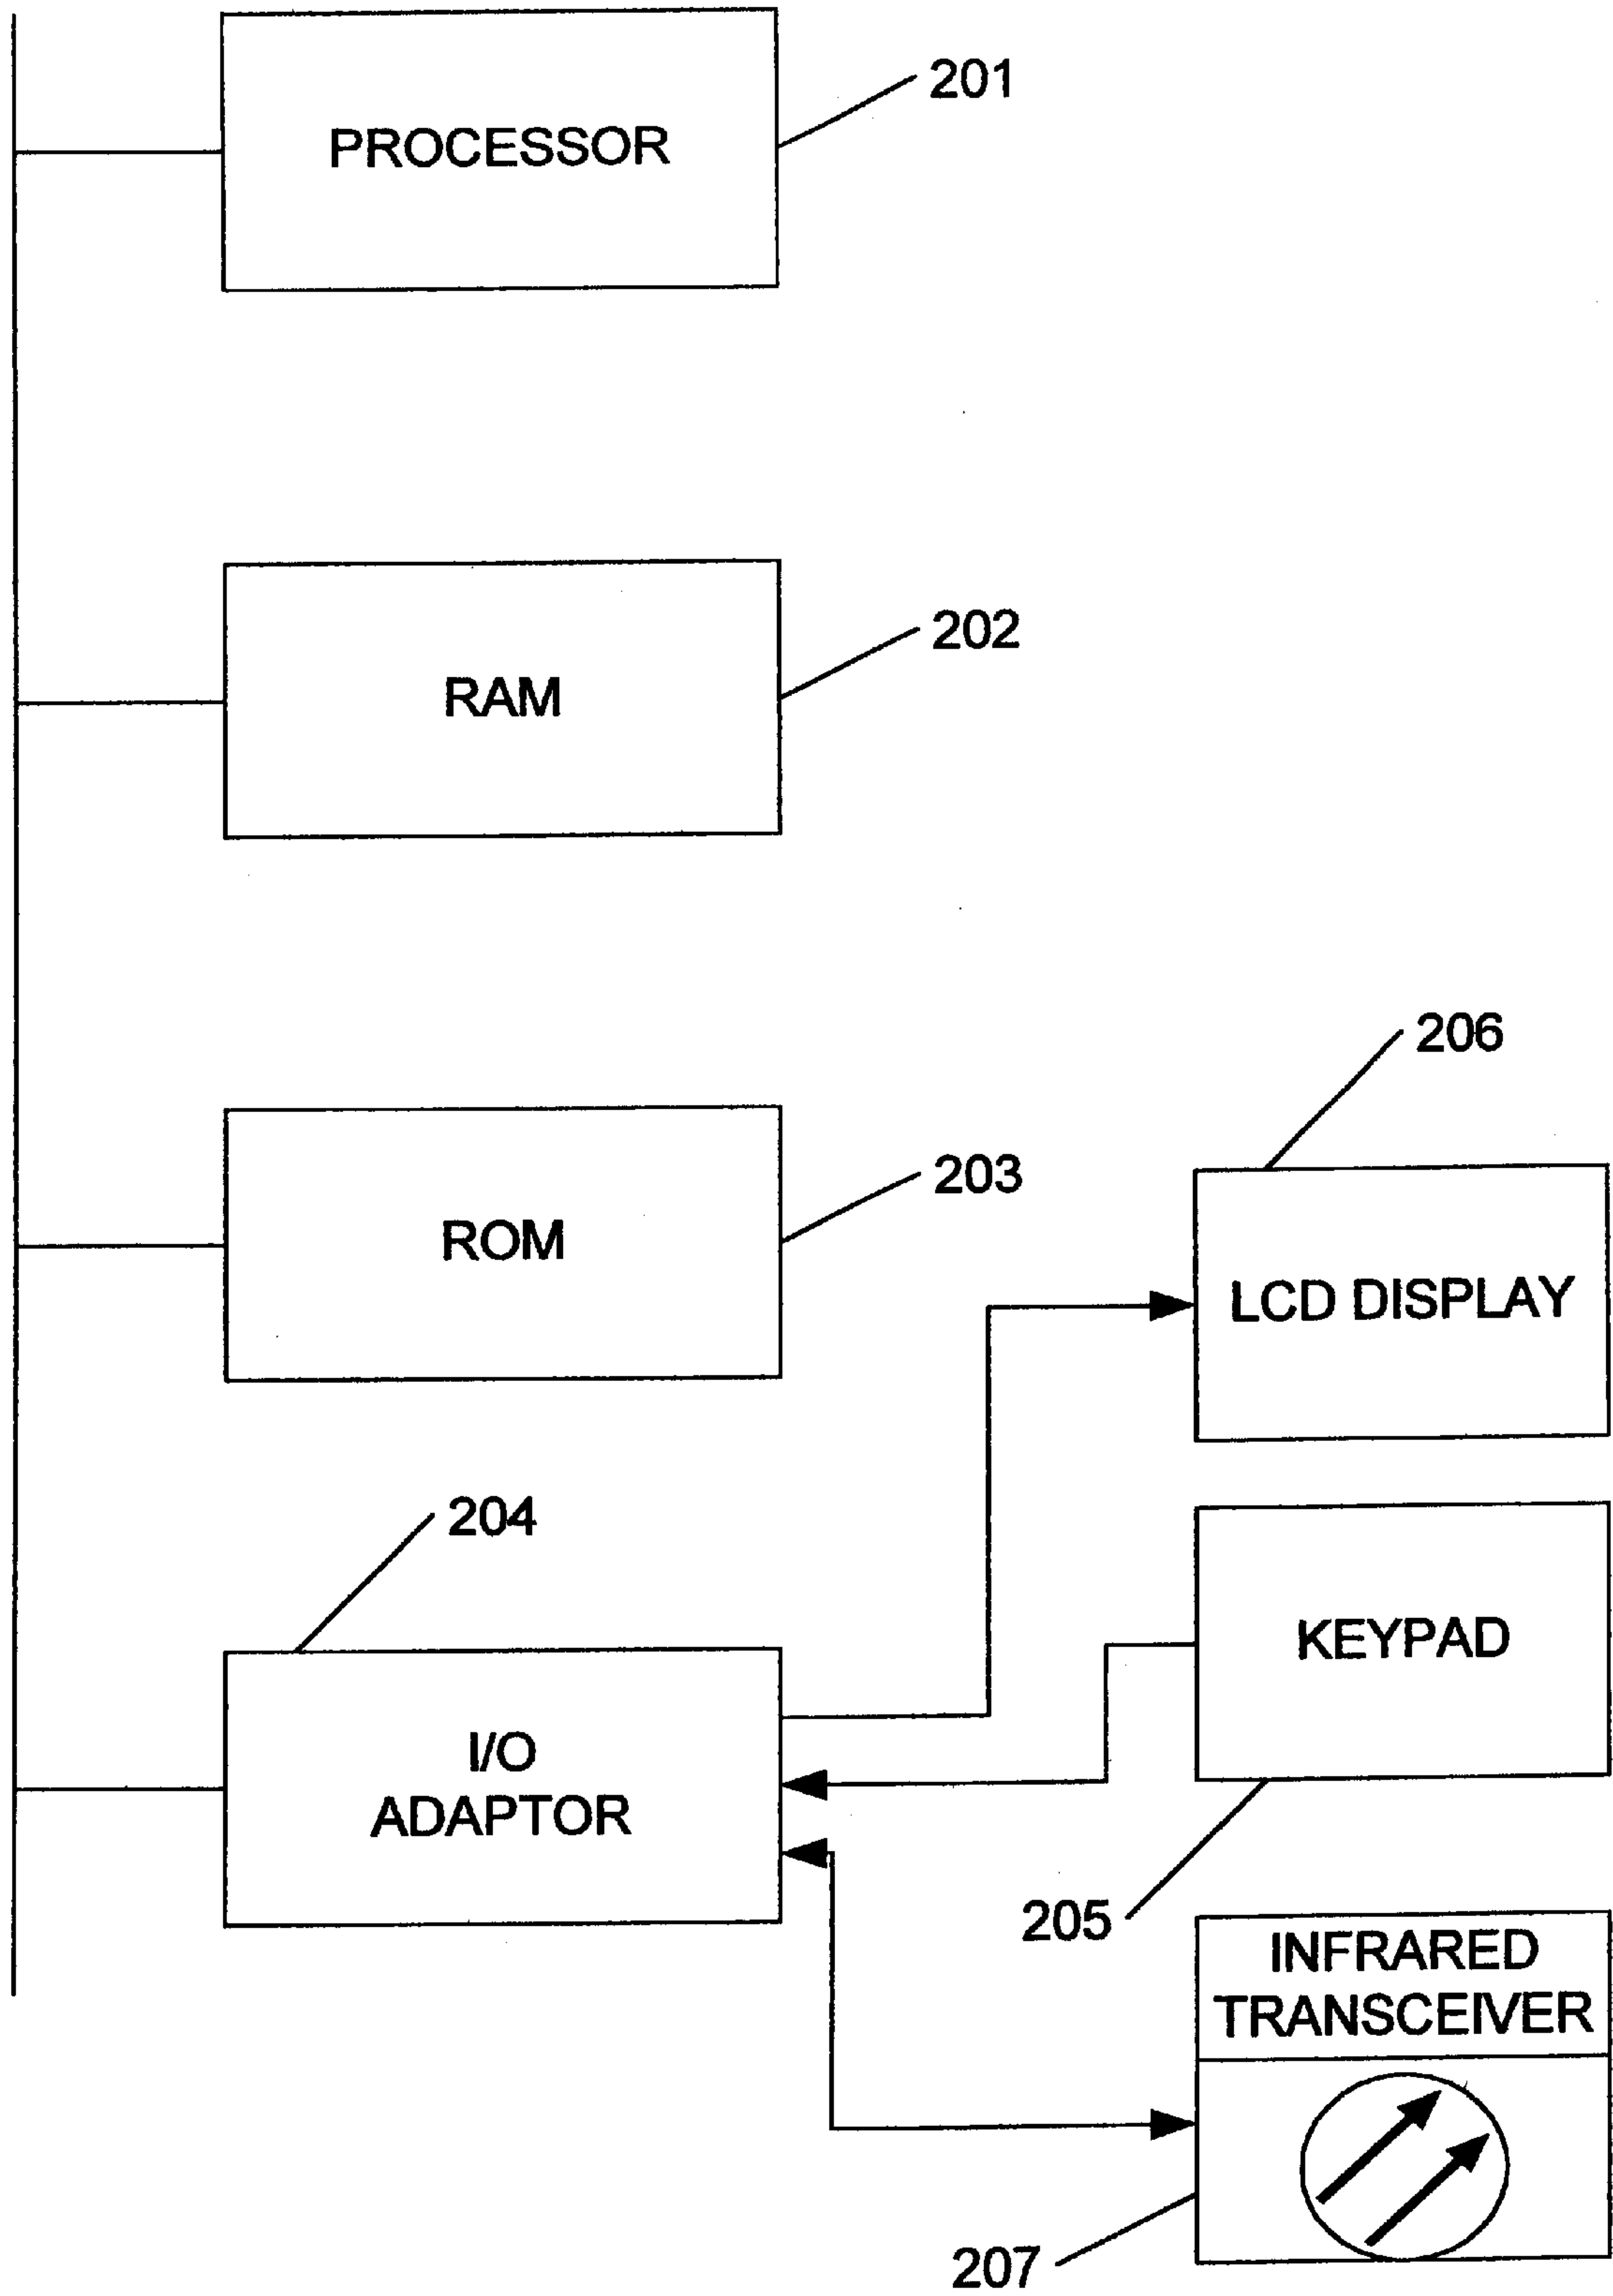 201
PROCESSOR
202
RAM
206
203
ROM
LCD DISPLAY
204
KEYPAD
I/O
ADAPTOR
205
INFRARED
TRANSCEIVER
207